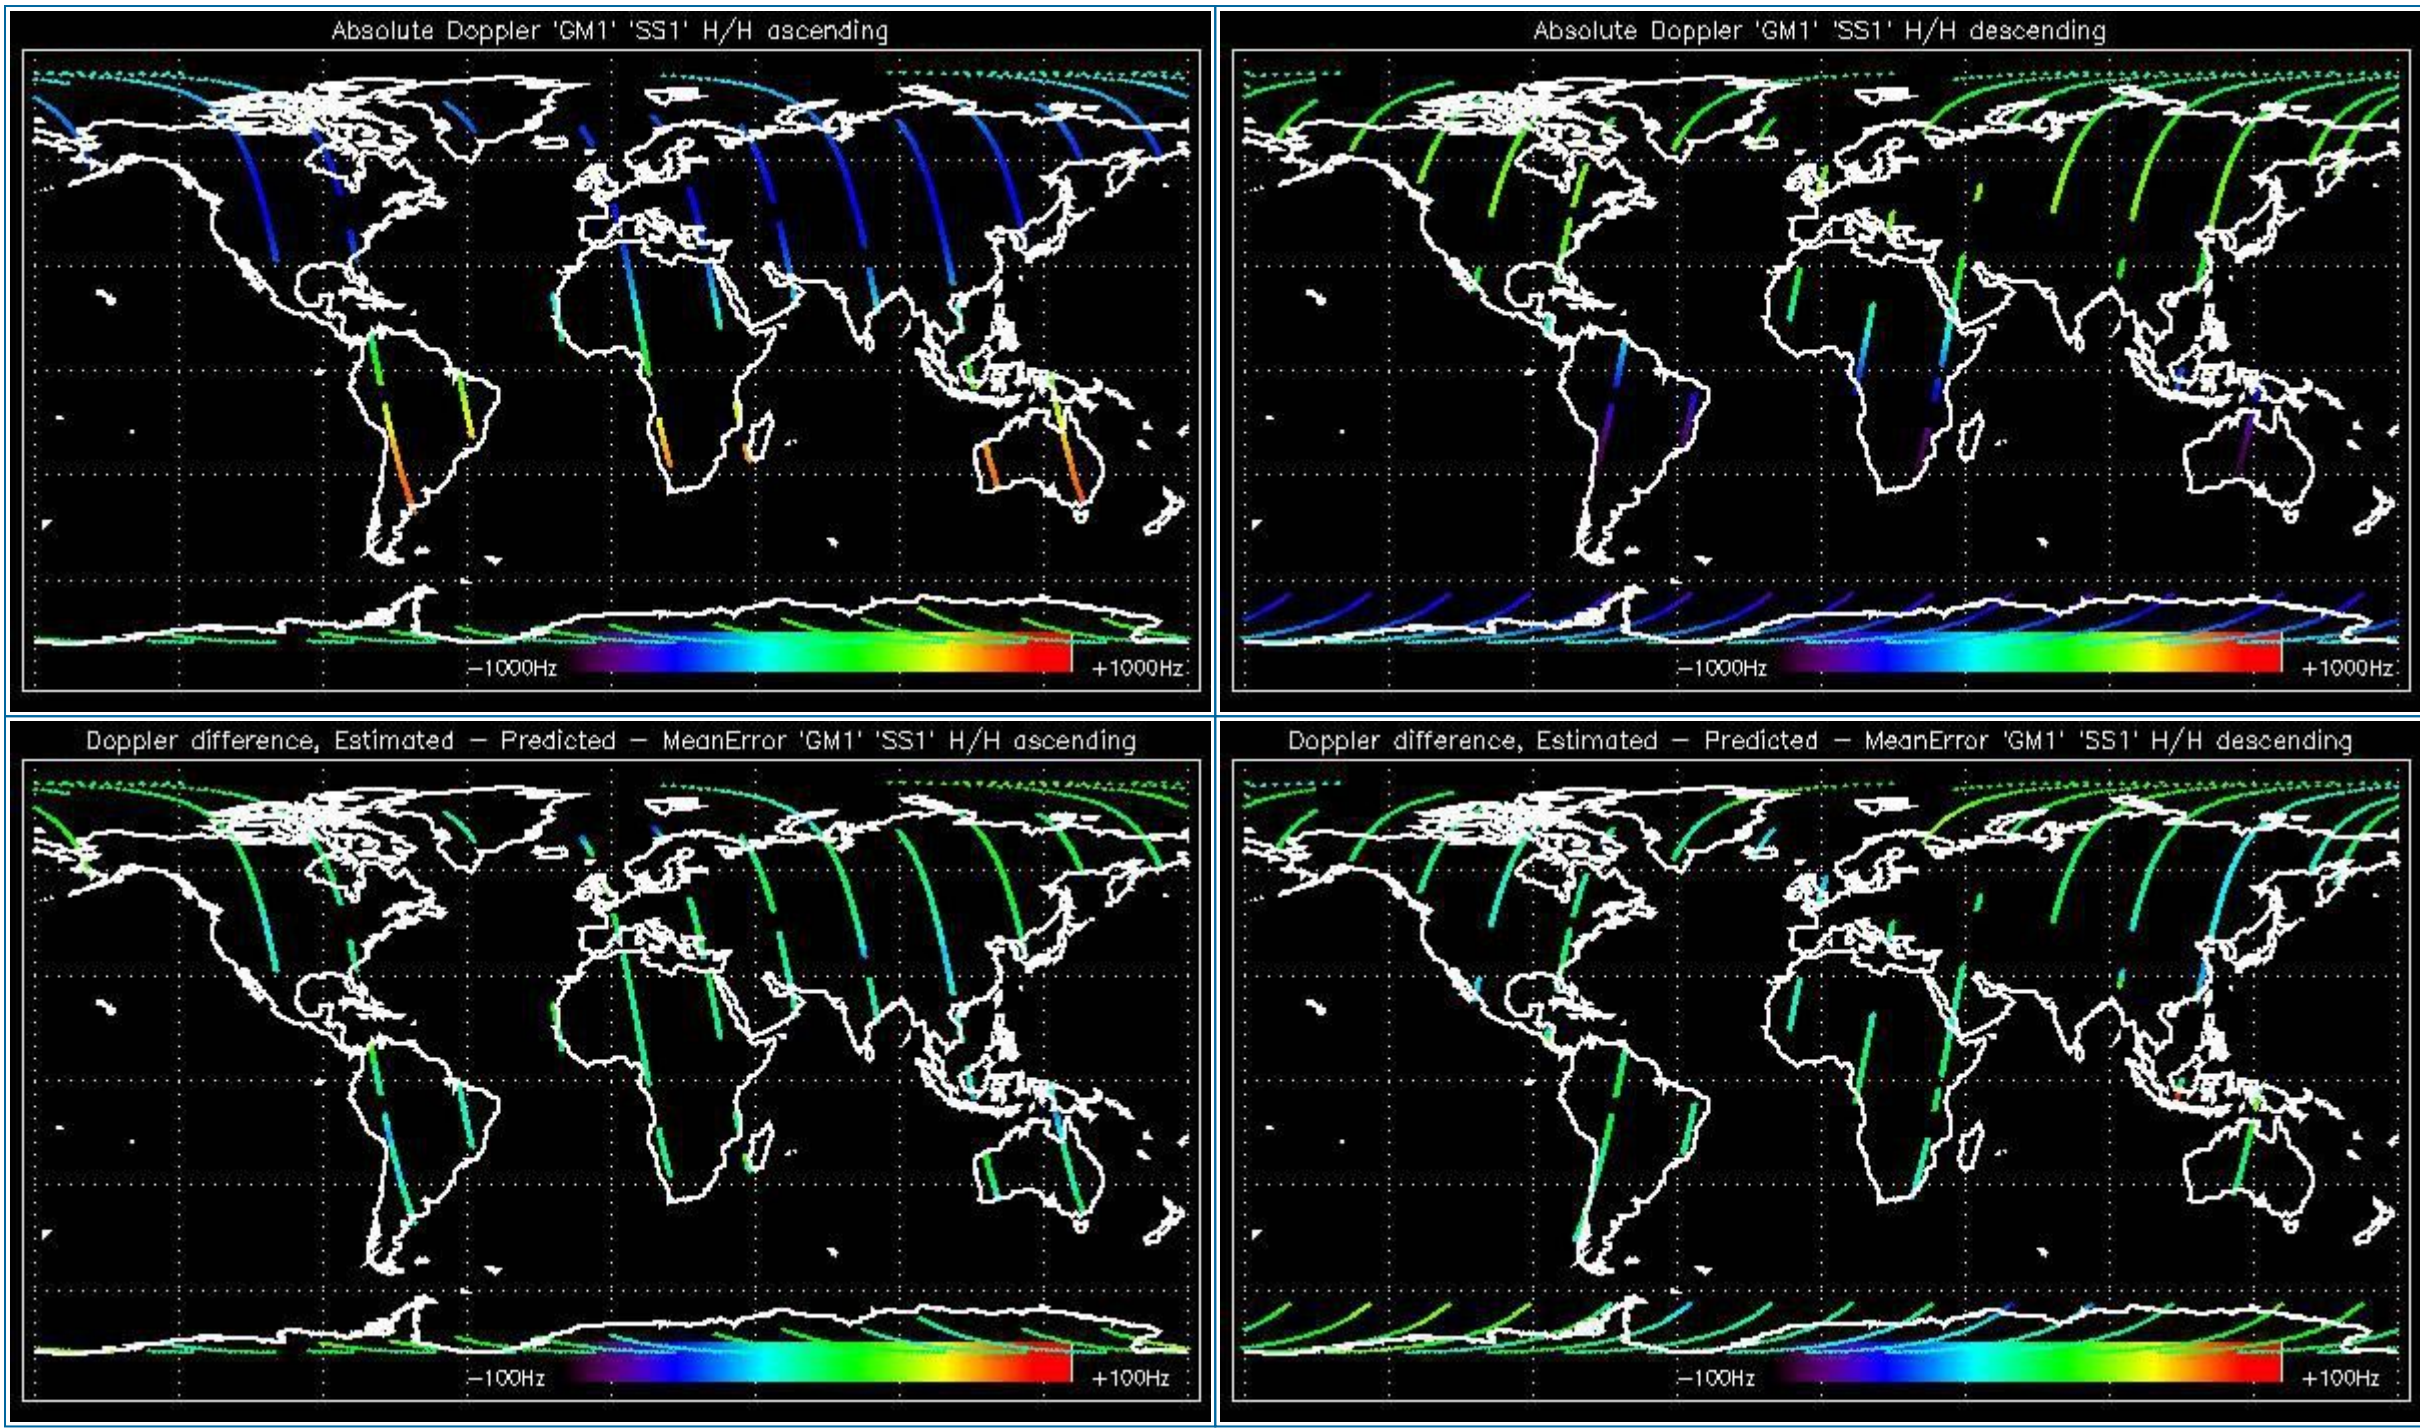 Absolute Doppler 'GM1' 'SS1' H/H ascending
−1000Hz
+1000Hz
Absolute Doppler 'GM1' 'SS1' H/H descending
−1000Hz
+1000Hz
Doppler difference, Estimated − Predicted − MeanError 'GM1' 'SS1' H/H ascending
−100Hz
+100Hz
Doppler difference, Estimated − Predicted − MeanError 'GM1' 'SS1' H/H descending
−100Hz
+100Hz